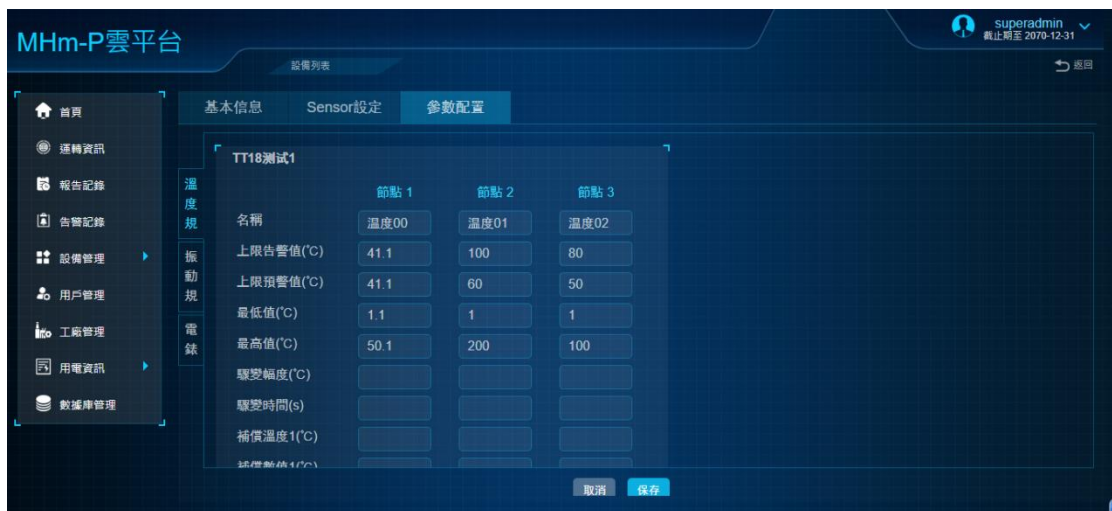 MHm-P雲平台
superadmin
截止期至 2070-12-31
設備列表
返回
首頁
運轉資訊
報告記錄
告警記錄
設備管理
用戶管理
工廠管理
用電資訊
數據庫管理
基本信息 Sensor設定 參數配置
溫度規
振動規
電錶
TT18测试1
節點 1 節點 2 節點 3
名稱 温度00 温度01 温度02
上限告警值(℃) 41.1 100 80
上限預警值(℃) 41.1 60 50
最低值(℃) 1.1 1 1
最高值(℃) 50.1 200 100
驟變幅度(℃)
驟變時間(s)
補償溫度1(℃)
補償數值1(℃)
取消 保存